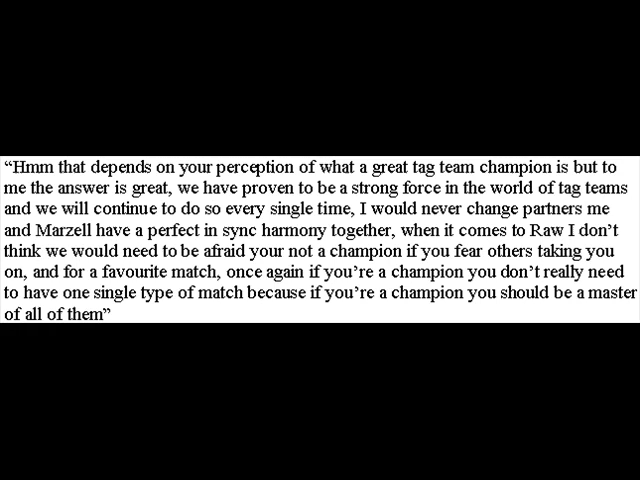 “Hmm that depends on your perception of what a great tag team champion is but to
me the answer is great, we have proven to be a strong force in the world of tag teams
and we will continue to do so every single time, I would never change partners me
and Marzell have a perfect in sync harmony together, when it comes to Raw I don’t
think we would need to be afraid your not a champion if you fear others taking you
on, and for a favourite match, once again if you’re a champion you don’t really need
to have one single type of match because if you’re a champion you should be a master
of all of them”